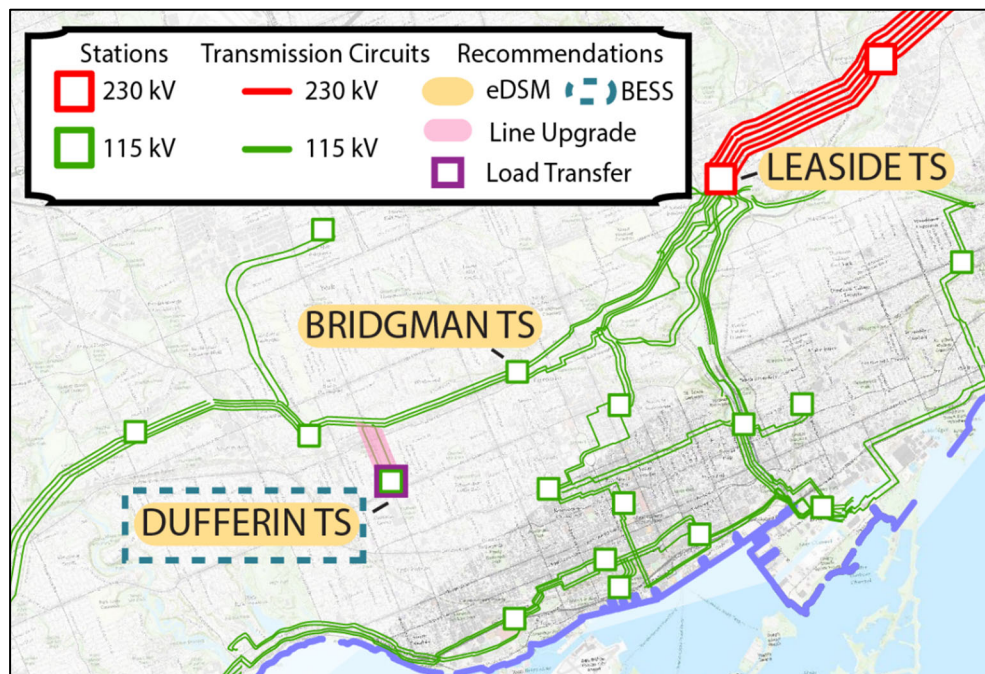 Stations Transmission Circuits Recommendations
230 kV 230 kV eDSM BESS
Line Upgrade
115 kV 115 kV
Load Transfer
LEASIDE TS
BRIDGMAN TS
DUFFERIN TS